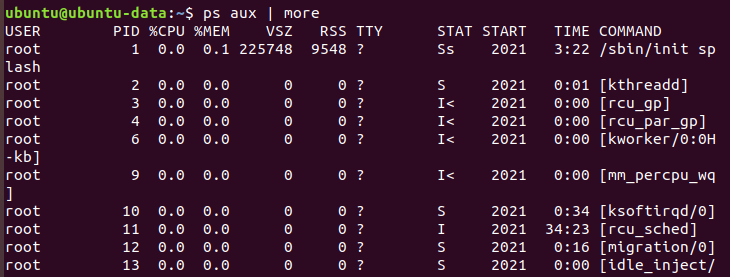 ubuntu@ubuntu-data:~$ ps aux | more
USER       PID %CPU %MEM    VSZ   RSS TTY      STAT START   TIME COMMAND
root         1  0.0  0.1 225748  9548 ?        Ss    2021   3:22 /sbin/init sp
lash
root         2  0.0  0.0      0     0 ?        S     2021   0:01 [kthreadd]
root         3  0.0  0.0      0     0 ?        I<    2021   0:00 [rcu_gp]
root         4  0.0  0.0      0     0 ?        I<    2021   0:00 [rcu_par_gp]
root         6  0.0  0.0      0     0 ?        I<    2021   0:00 [kworker/0:0H
-kb]
root         9  0.0  0.0      0     0 ?        I<    2021   0:00 [mm_percpu_wq
]
root        10  0.0  0.0      0     0 ?        S     2021   0:34 [ksoftirqd/0]
root        11  0.0  0.0      0     0 ?        I     2021  34:23 [rcu_sched]
root        12  0.0  0.0      0     0 ?        S     2021   0:16 [migration/0]
root        13  0.0  0.0      0     0 ?        S     2021   0:00 [idle_inject/